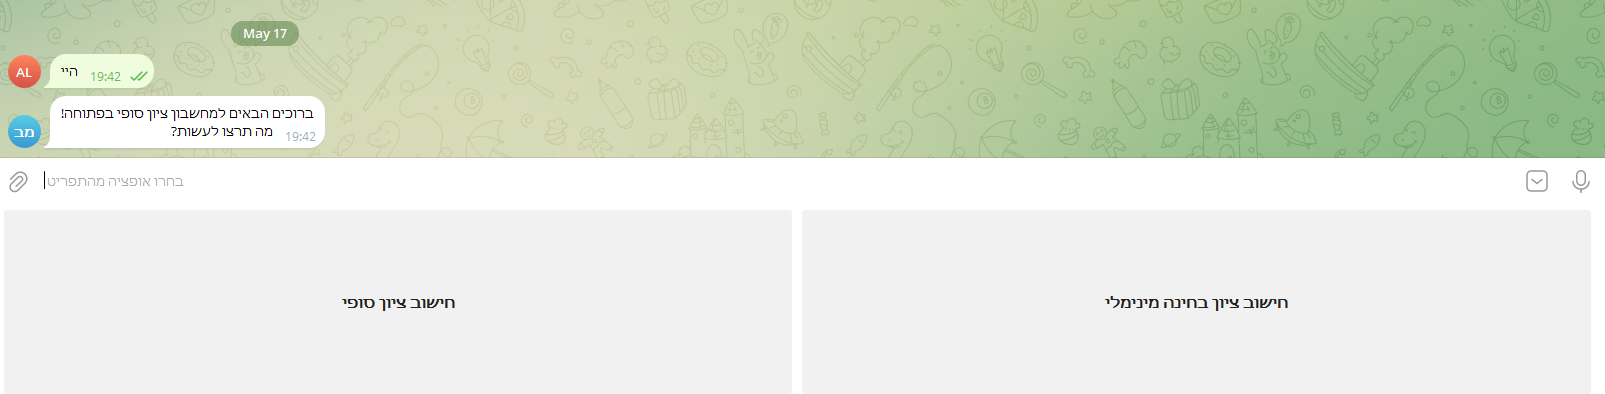 May 17
AL
היי
19:42
ברוכים הבאים למחשבון ציון סופי בפתוחה!
מה תרצו לעשות?
19:42
מב
בחרו אופציה מהתפריט
חישוב ציון סופי
חישוב ציון בחינה מינימלי